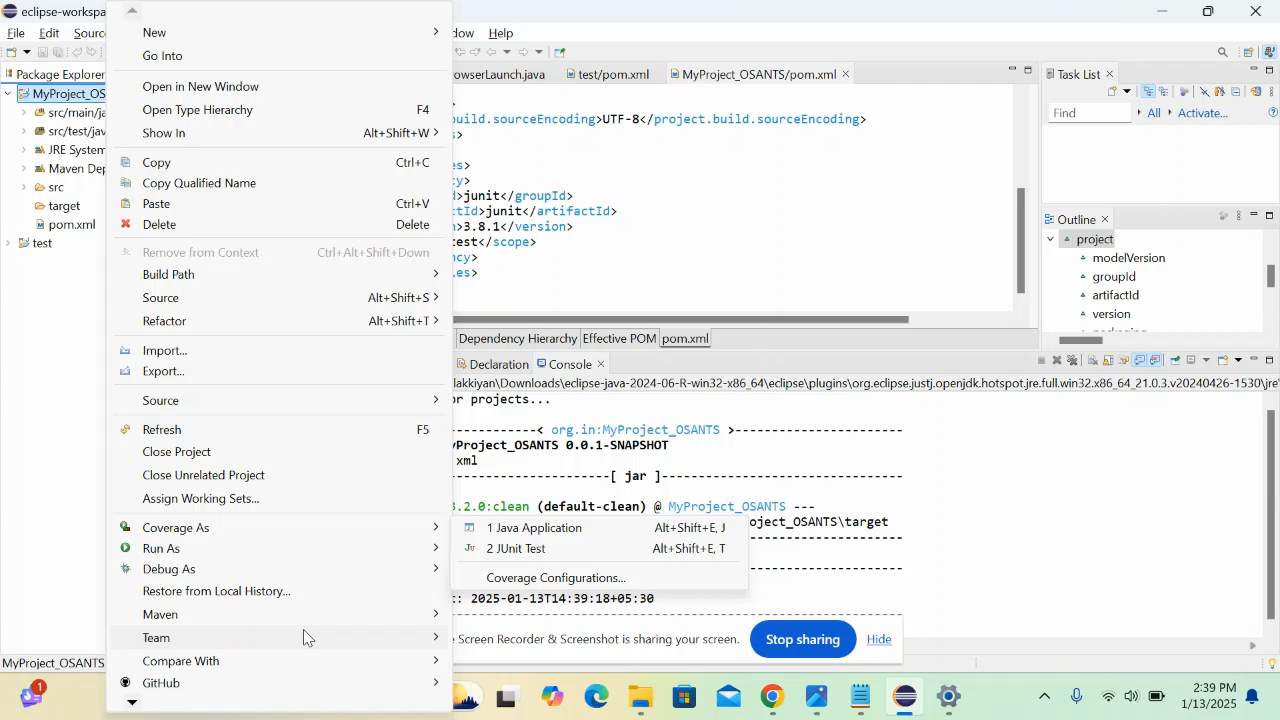 eclipse-workspa
File Edit Sourc
dow Help
Package Explorer
MyProject_OS
src/main/ja
src/test/jav
JRE System
Maven Dep
src
target
pom.xml
test
New
Go Into
Open in New Window
Open Type Hierarchy F4
Show In Alt+Shift+W
Copy Ctrl+C
Copy Qualified Name
Paste Ctrl+V
Delete Delete
Remove from Context Ctrl+Alt+Shift+Down
Build Path
Source Alt+Shift+S
Refactor Alt+Shift+T
Import...
Export...
Source
Refresh F5
Close Project
Close Unrelated Project
Assign Working Sets...
Coverage As
Run As
Debug As
Restore from Local History...
Maven
Team
Compare With
GitHub
1 Java Application Alt+Shift+E, J
2 JUnit Test Alt+Shift+E, T
Coverage Configurations...
owserLaunch.java test/pom.xml MyProject_OSANTS/pom.xml
>
build.sourceEncoding>UTF-8</project.build.sourceEncoding>
s>
es>
cy>
d>junit</groupId>
ctId>junit</artifactId>
n>3.8.1</version>
test</scope>
ncy>
ies>
Dependency Hierarchy Effective POM pom.xml
Declaration Console
lakkiyan\Downloads\eclipse-java-2024-06-R-win32-x86_64\eclipse\plugins\org.eclipse.justj.openjdk.hotspot.jre.full.win32.x86_64_21.0.3.v20240426-1530\jre
or projects...
------------< org.in:MyProject_OSANTS >-----------------------
yProject_OSANTS 0.0.1-SNAPSHOT
xml
---------------------[ jar ]----------------------------------
3.2.0:clean (default-clean) @ MyProject_OSANTS ---
oject_OSANTS\target
:: 2025-01-13T14:39:18+05:30
Task List
Find All Activate...
Outline
project
modelVersion
groupId
artifactId
version
MyProject_OSANTS
e Screen Recorder & Screenshot is sharing your screen. Stop sharing Hide
1
2:39 PM
1/13/2025